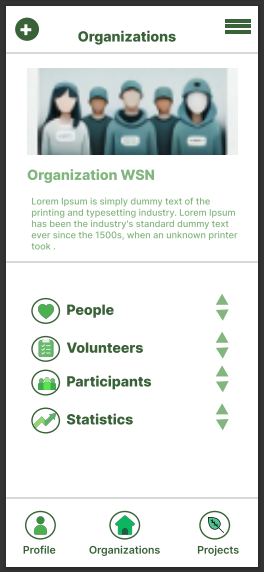 Organizations
Organization WSN
Lorem Ipsum is simply dummy text of the
printing and typesetting industry. Lorem Ipsum
has been the industry's standard dummy text
ever since the 1500s, when an unknown printer
took .
People
Volunteers
Participants
Statistics
Profile
Organizations
Projects